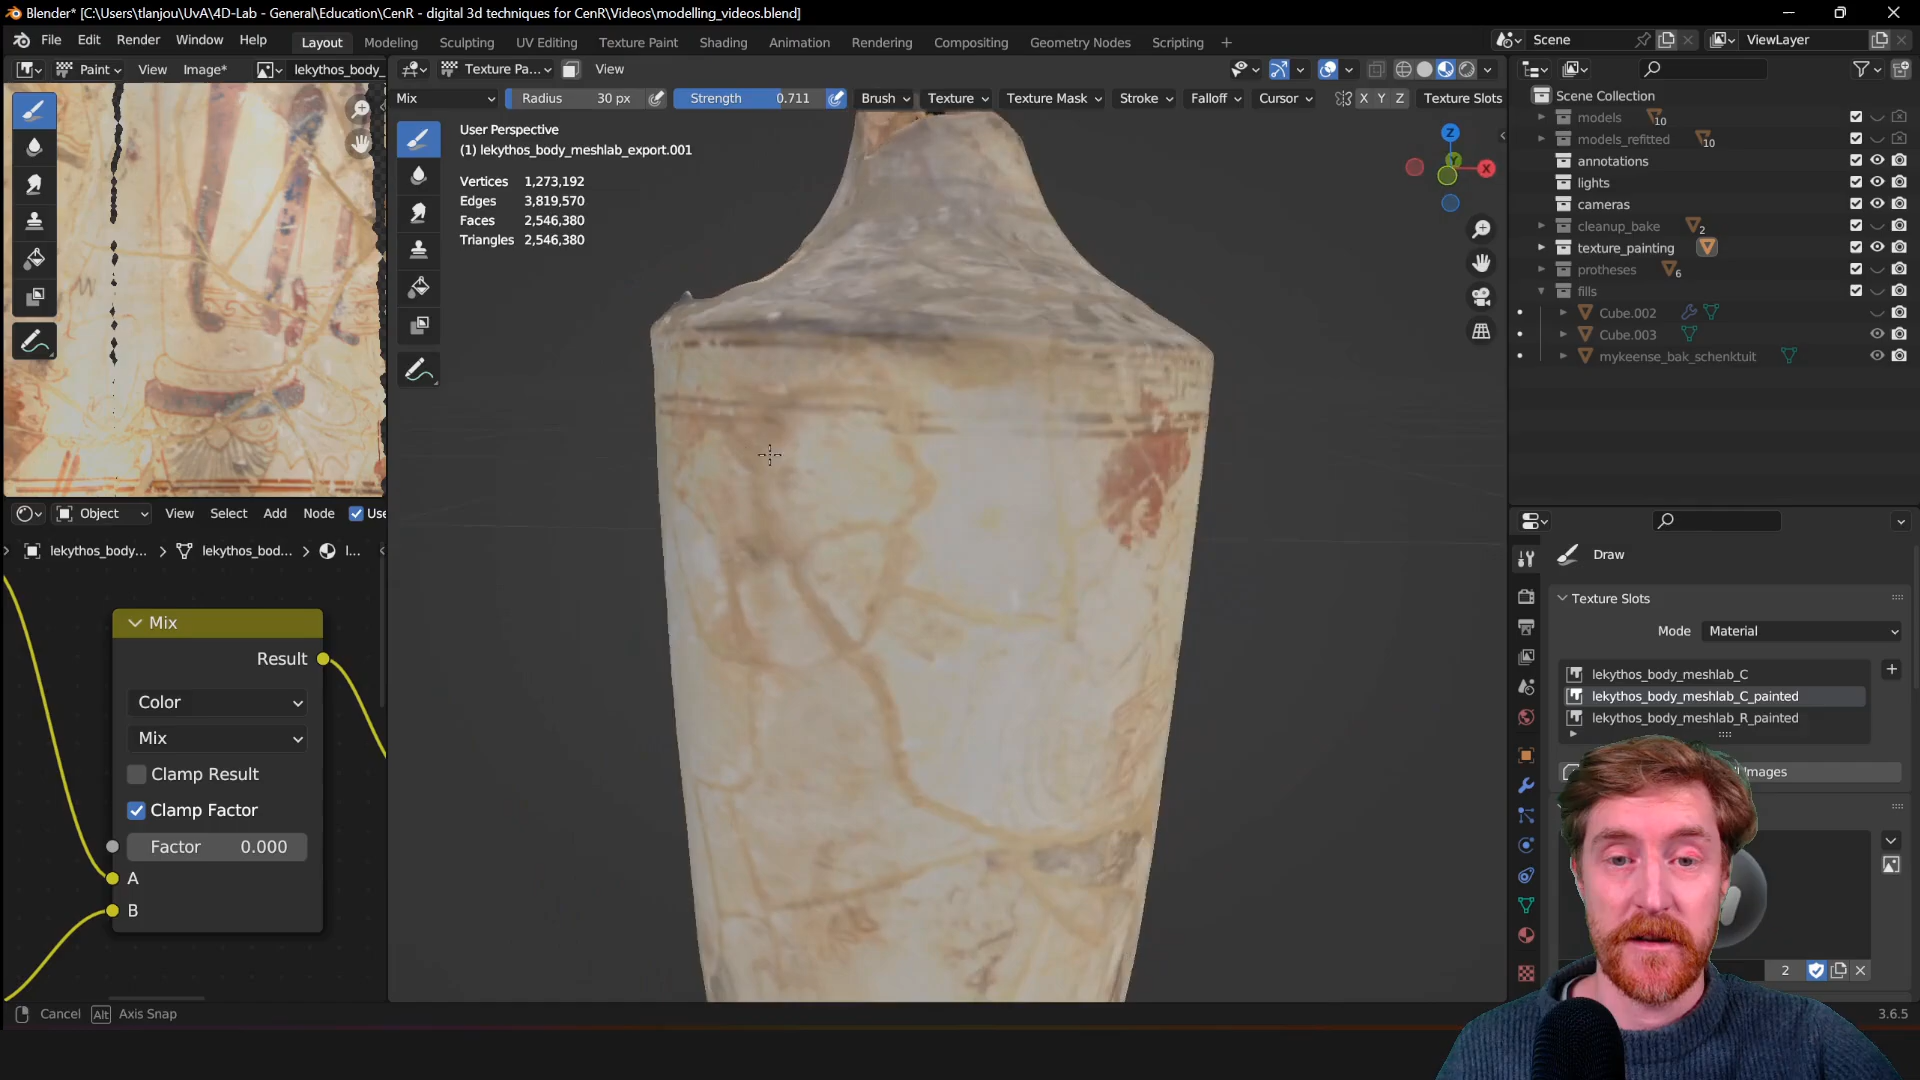 Blender* [C:\Users\tlanjou\UvA\4D-Lab - General\Education\CenR - digital 3d techniques for CenR\Videos\modelling_videos.blend]
File Edit Render Window Help Layout Modeling Sculpting UV Editing Texture Paint Shading Animation Rendering Compositing Geometry Nodes Scripting + Scene ViewLayer
Paint View Image* lekythos_body_ Texture Pa... View
Mix Radius 30 px Strength 0.711 Brush Texture Texture Mask Stroke Falloff Cursor X Y Z Texture Slots
User Perspective
(1) lekythos_body_meshlab_export.001
Vertices 1,273,192
Edges 3,819,570
Faces 2,546,380
Triangles 2,546,380
Z
Y
X
Scene Collection
models 10
models_refitted 10
annotations
lights
cameras
cleanup_bake 2
texture_painting
protheses 6
fills
Cube.002
Cube.003
mykeense_bak_schenktuit
Object View Select Add Node Use
lekythos_body... lekythos_bod... l...
Mix
Result
Color
Mix
Clamp Result
Clamp Factor
Factor 0.000
A
B
Draw
Texture Slots
Mode Material
lekythos_body_meshlab_C
lekythos_body_meshlab_C_painted
lekythos_body_meshlab_R_painted
Images
2
Cancel Alt Axis Snap
3.6.5